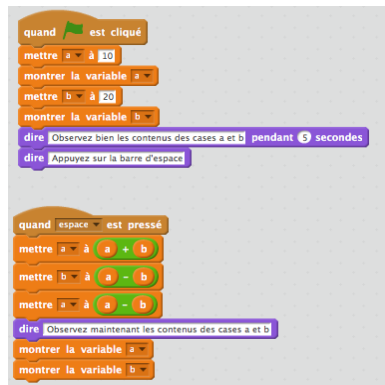 quand est cliqué
mettre a à 10
montrer la variable a
mettre b à 20
montrer la variable b
dire Observez bien les contenus des cases a et b pendant 5 secondes
dire Appuyez sur la barre d'espace
quand espace est pressé
mettre a à a + b
mettre b à a - b
mettre a à a - b
dire Observez maintenant les contenus des cases a et b
montrer la variable a
montrer la variable b